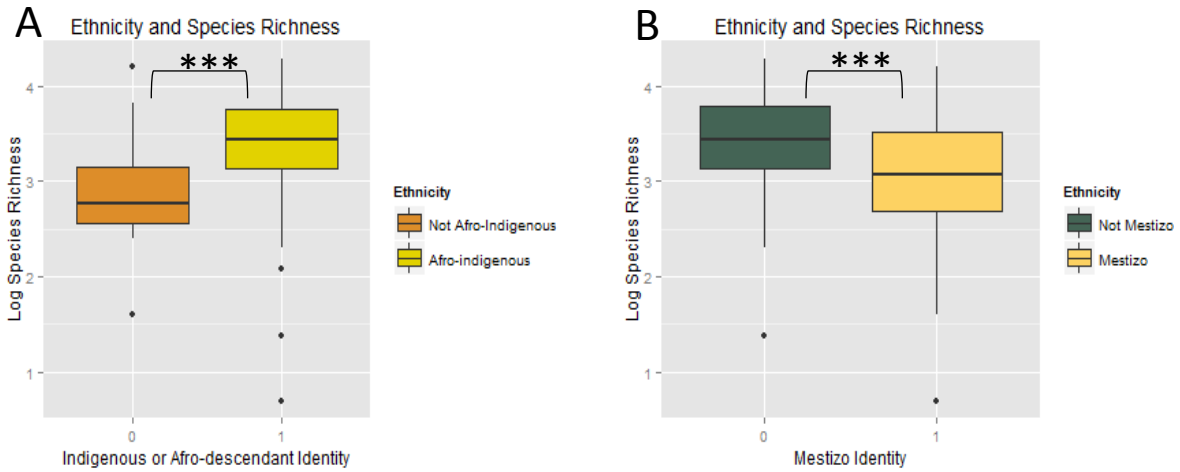 A
Ethnicity and Species Richness
***
4
3
2
1
Log Species Richness
0
1
Indigenous or Afro-descendant Identity
Ethnicity
Not Afro-Indigenous
Afro-indigenous
B
Ethnicity and Species Richness
***
4
3
2
1
Log Species Richness
0
1
Mestizo Identity
Ethnicity
Not Mestizo
Mestizo